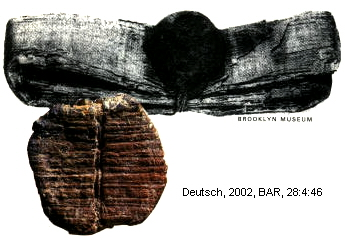 BROOKLYN MUSEUM
Deutsch, 2002, BAR, 28:4:46